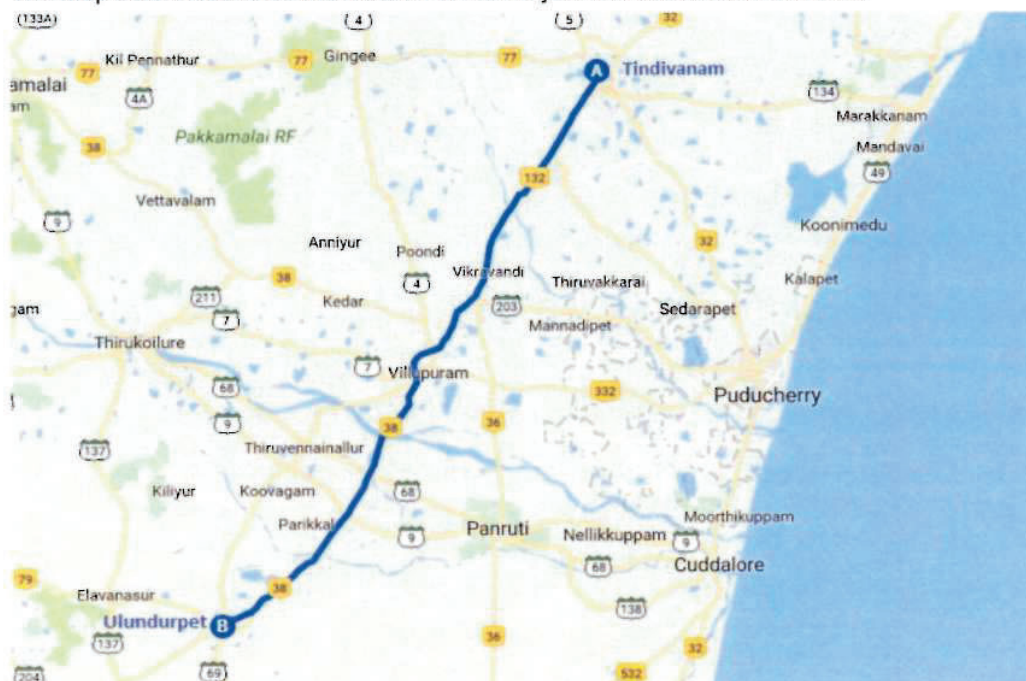 133A
4
5
32
Kil Pennathur
77
Gingee
77
A
Tindivanam
77
amalai
am
4A
134
Marakkanam
Pakkamalai RF
Mandavai
38
132
49
Vettavalam
9
Koonimedu
Anniyur
Poondi
32
Vikravandi
Thiruvakkarai
Kalapet
38
4
211
Kedar
203
Sedarapet
gam
7
Mannadipet
Thirukoilure
7
Villupuram
68
332
Puducherry
9
38
36
137
Thiruvennainallur
Kiliyur
Koovagam
68
Parikkal
Panruti
Moorthikuppam
9
Nellikkuppam
9
Cuddalore
79
38
68
Elavanasur
138
Ulundurpet
B
137
36
32
204
69
532